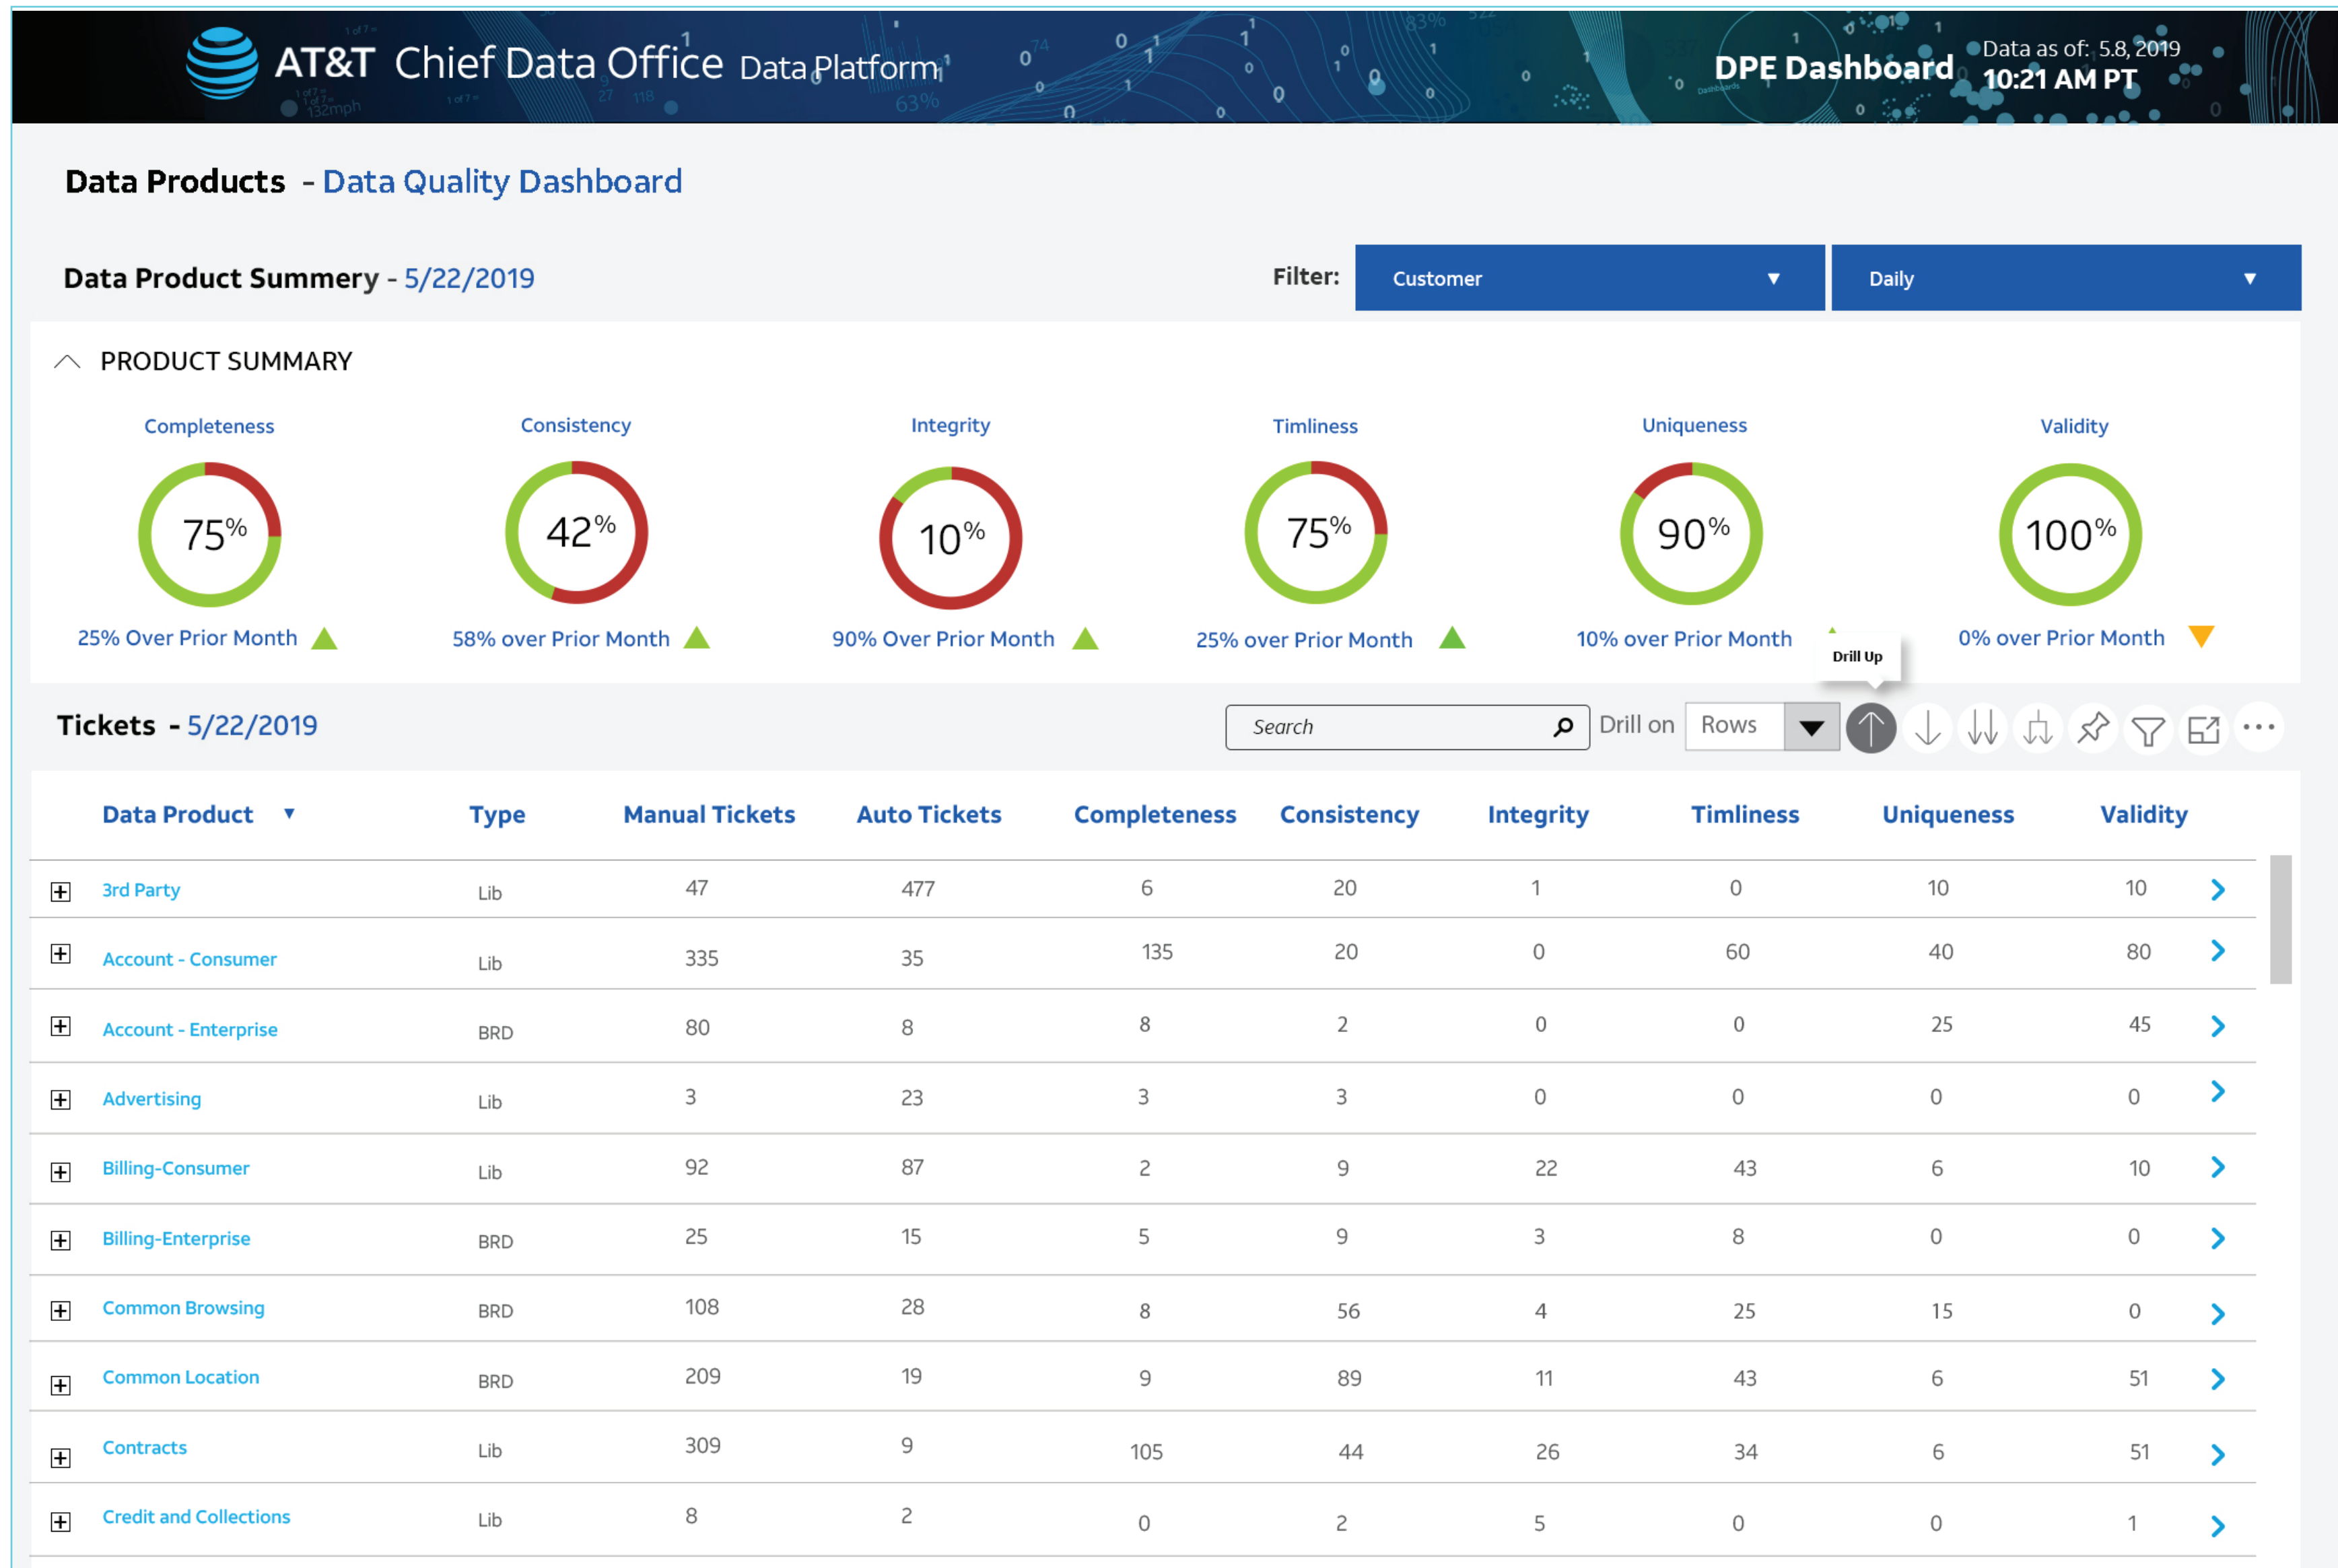 AT&T Chief Data Office Data Platform
DPE Dashboard
Data as of: 5.8, 2019
10:21 AM PT
Data Products - Data Quality Dashboard
Data Product Summery - 5/22/2019
Filter: Customer ▼ Daily ▼
PRODUCT SUMMARY
Completeness Consistency Integrity Timliness Uniqueness Validity
75% 42% 10% 75% 90% 100%
25% Over Prior Month 58% over Prior Month 90% Over Prior Month 25% over Prior Month 10% over Prior Month 0% over Prior Month
Drill Up
Tickets - 5/22/2019 Search Drill on Rows
Data Product ▼ Type Manual Tickets Auto Tickets Completeness Consistency Integrity Timliness Uniqueness Validity
3rd Party Lib 47 477 6 20 1 0 10 10
Account - Consumer Lib 335 35 135 20 0 60 40 80
Account - Enterprise BRD 80 8 8 2 0 0 25 45
Advertising Lib 3 23 3 3 0 0 0 0
Billing-Consumer Lib 92 87 2 9 22 43 6 10
Billing-Enterprise BRD 25 15 5 9 3 8 0 0
Common Browsing BRD 108 28 8 56 4 25 15 0
Common Location BRD 209 19 9 89 11 43 6 51
Contracts Lib 309 9 105 44 26 34 6 51
Credit and Collections Lib 8 2 0 2 5 0 0 1